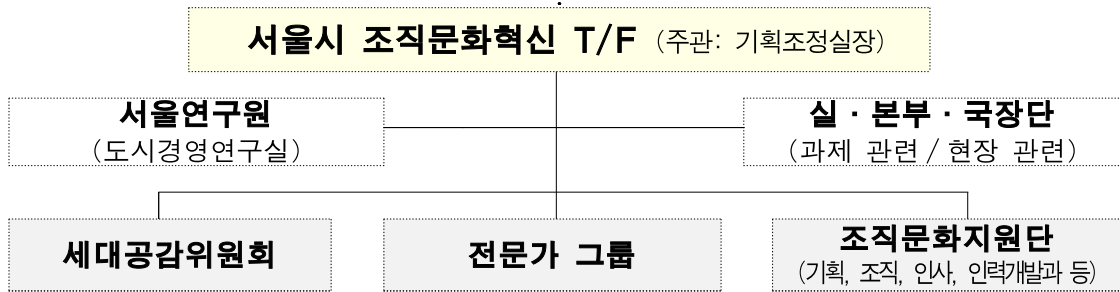 서울시 조직문화혁신 T/F (주관: 기획조정실장)
서울연구원
(도시경영연구실)
실 · 본부 · 국장단
(과제 관련 / 현장 관련)
세대공감위원회
전문가 그룹
조직문화지원단
(기획, 조직, 인사, 인력개발과 등)